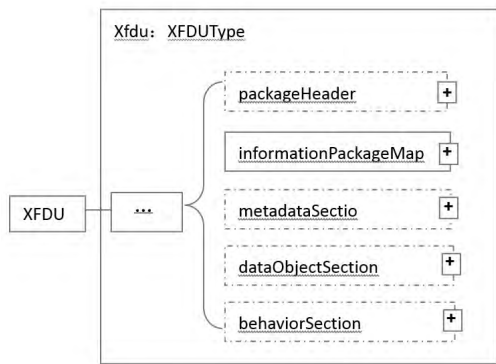 Xfdu：XFDUType
packageHeader
+
informationPackageMap
+
XFDU
...
metadataSectio
+
dataObjectSection
+
behaviorSection
+